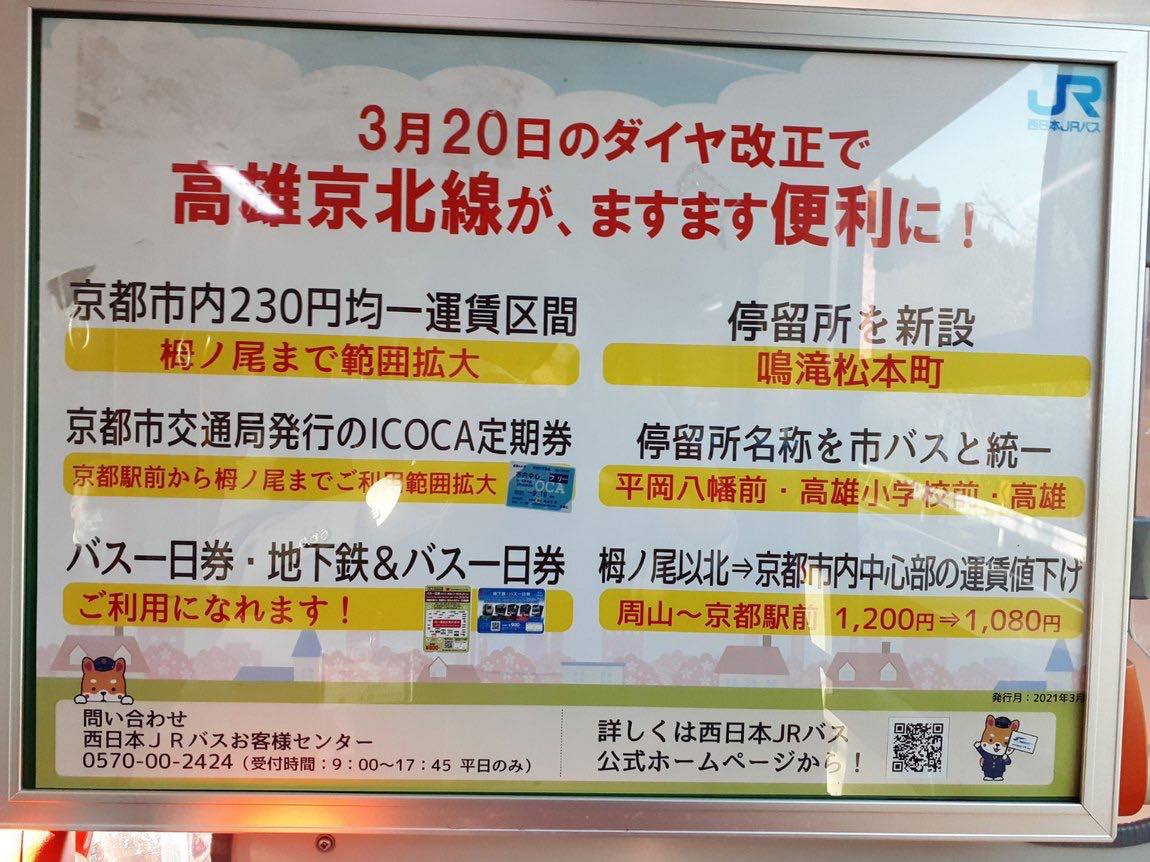 JR
西日本JRバス
3月20日のダイヤ改正で
高雄京北線が、ますます便利に!
京都市内230円均一運賃区間
栂ノ尾まで範囲拡大
京都市交通局発行のICOCA定期券
京都駅前から栂ノ尾までご利用範囲拡大
バス一日券・地下鉄&バス一日券
ご利用になれます!
停留所を新設
鳴滝松本町
停留所名称を市バスと統一
平岡八幡前・高雄小学校前・高雄
栂ノ尾以北⇒京都市内中心部の運賃値下げ
周山~京都駅前 1,200円⇒1,080円
発行月:2021年3月
問い合わせ
西日本JRバスお客様センター
0570-00-2424(受付時間:9:00~17:45 平日のみ)
詳しくは西日本JRバス
公式ホームページから!